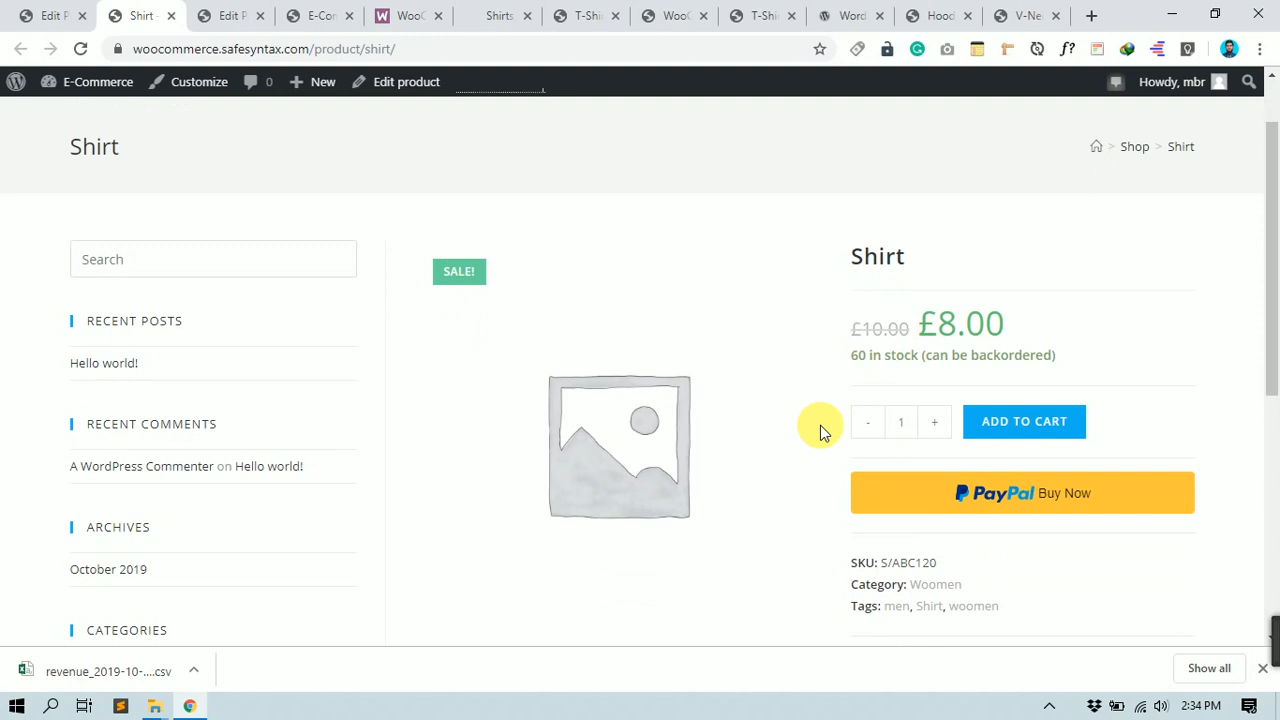 Edit P
Shirt -
Edit P
E-Con
WooC
Shirts
T-Shi
WooC
T-Shi
Word
Hood
V-Ne
woocommerce.safesyntax.com/product/shirt/
f?
E-Commerce
Customize
0
New
Edit product
Howdy, mbr
Shirt
Shop > Shirt
Search
SALE!
Shirt
£10.00 £8.00
60 in stock (can be backordered)
RECENT POSTS
Hello world!
- 1 +
ADD TO CART
RECENT COMMENTS
A WordPress Commenter on Hello world!
PayPal Buy Now
ARCHIVES
October 2019
SKU: S/ABC120
Category: Woomen
Tags: men, Shirt, woomen
CATEGORIES
revenue_2019-10-....csv
Show all
2:34 PM